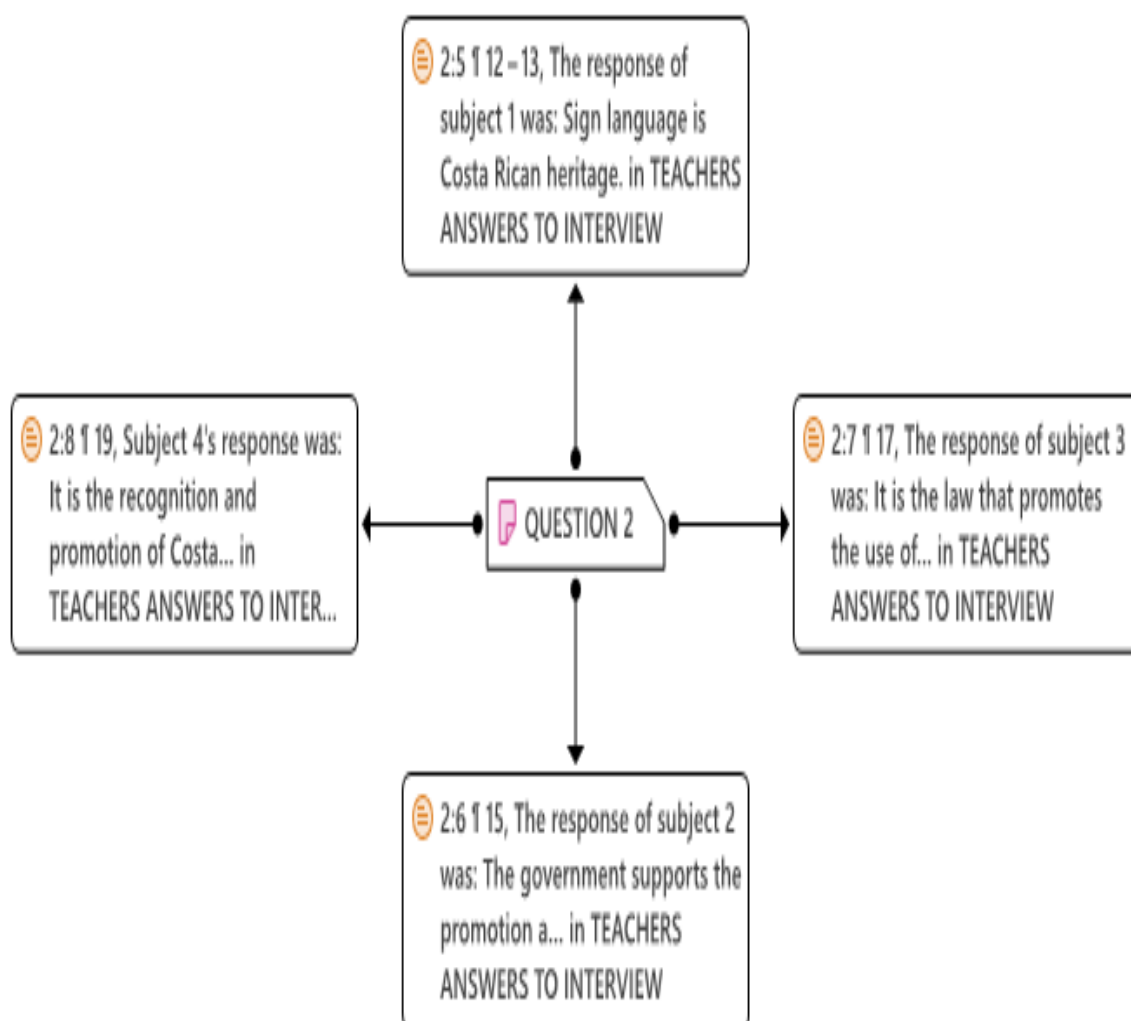 2:5 ¶ 12 – 13, The response of
subject 1 was: Sign language is
Costa Rican heritage. in TEACHERS
ANSWERS TO INTERVIEW
2:8 ¶ 19, Subject 4's response was:
It is the recognition and
promotion of Costa... in
TEACHERS ANSWERS TO INTER...
QUESTION 2
2:7 ¶ 17, The response of subject 3
was: It is the law that promotes
the use of... in TEACHERS
ANSWERS TO INTERVIEW
2:6 ¶ 15, The response of subject 2
was: The government supports the
promotion a... in TEACHERS
ANSWERS TO INTERVIEW